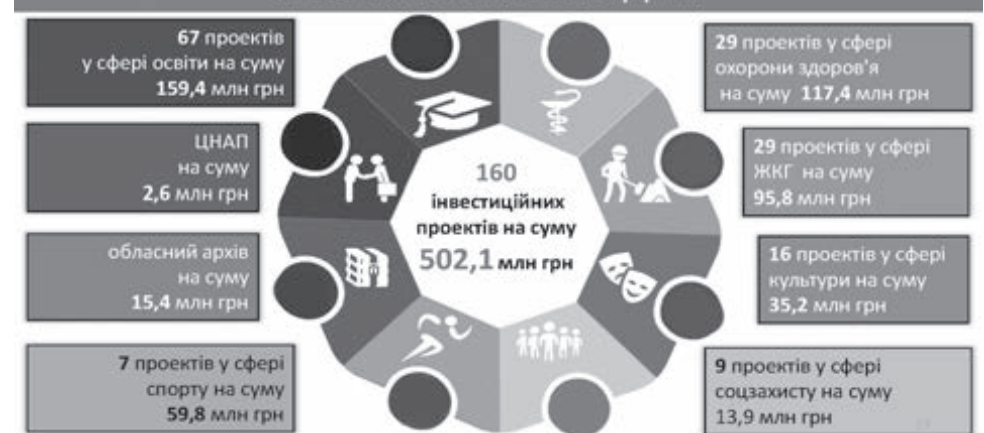 67 проектів
у сфері освіти на суму
159,4 млн грн
ЦНАП
на суму
2,6 млн грн
обласний архів
на суму
15,4 млн грн
7 проектів у сфері
спорту на суму
59,8 млн грн
160
інвестиційних
проектів на суму
502,1 млн грн
29 проектів у сфері
охорони здоров'я
на суму 117,4 млн грн
29 проектів у сфері
ЖКГ на суму
95,8 млн грн
16 проектів у сфері
культури на суму
35,2 млн грн
9 проектів у сфері
соцзахисту на суму
13,9 млн грн